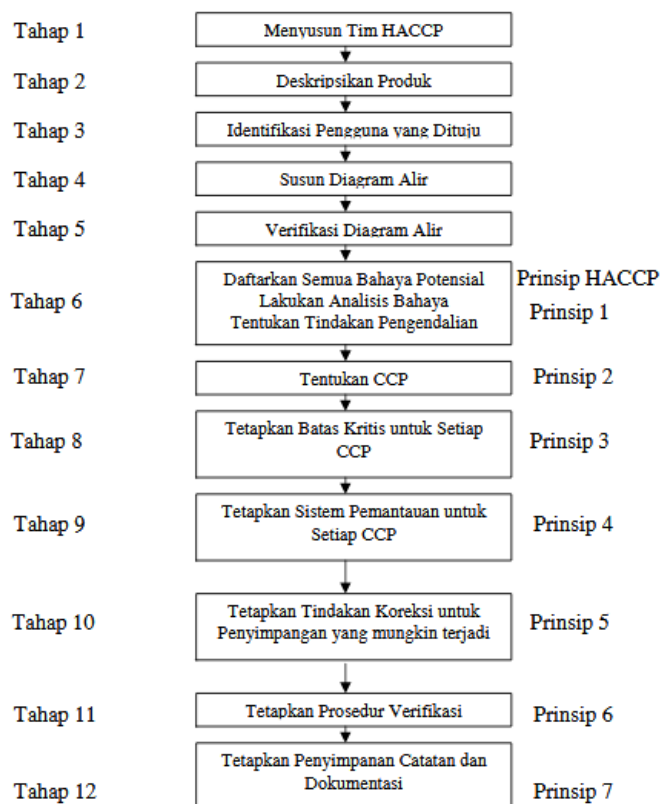 Tahap 1
Menyusun Tim HACCP
Tahap 2
Deskripsikan Produk
Tahap 3
Identifikasi Pengguna yang Dituju
Tahap 4
Susun Diagram Alir
Tahap 5
Verifikasi Diagram Alir
Tahap 6
Daftarkan Semua Bahaya Potensial
Lakukan Analisis Bahaya
Tentukan Tindakan Pengendalian
Prinsip HACCP
Prinsip 1
Tahap 7
Tentukan CCP
Prinsip 2
Tahap 8
Tetapkan Batas Kritis untuk Setiap
CCP
Prinsip 3
Tahap 9
Tetapkan Sistem Pemantauan untuk
Setiap CCP
Prinsip 4
Tahap 10
Tetapkan Tindakan Koreksi untuk
Penyimpangan yang mungkin terjadi
Prinsip 5
Tahap 11
Tetapkan Prosedur Verifikasi
Prinsip 6
Tahap 12
Tetapkan Penyimpanan Catatan dan
Dokumentasi
Prinsip 7